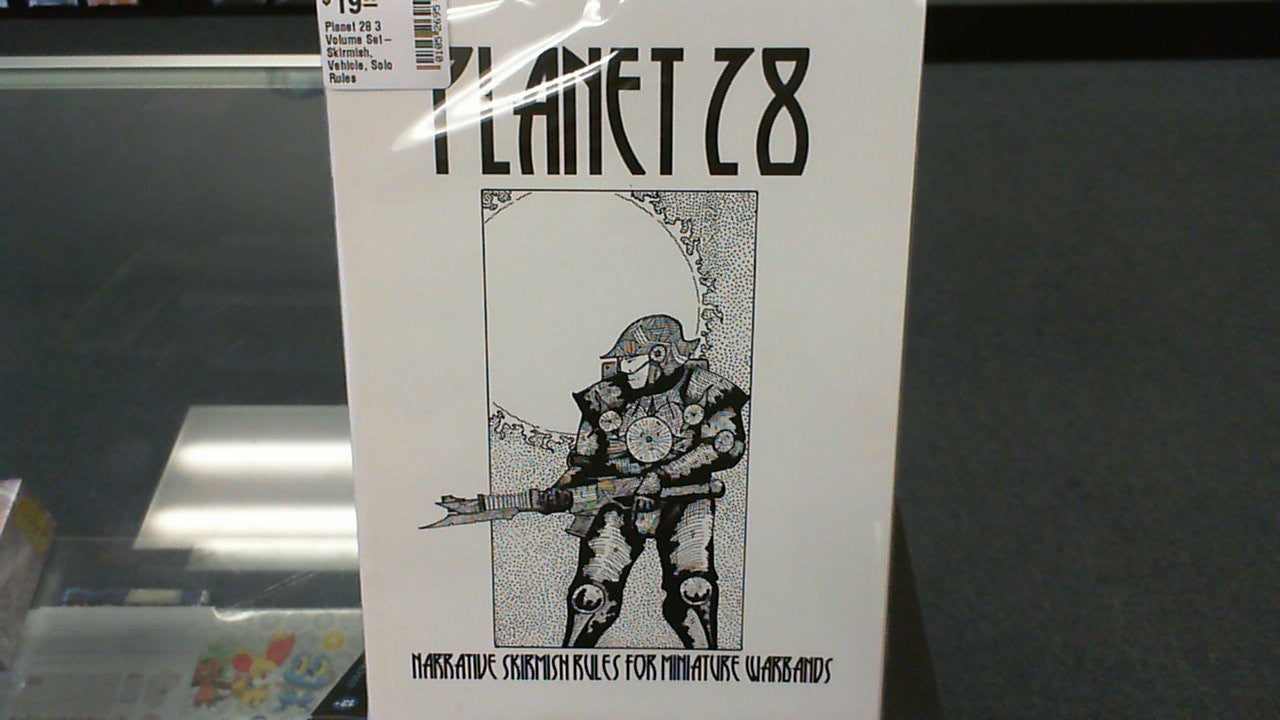 $19
Planet 28 3
Volume Set-
Skirmish,
Vehicle, Solo
Rules
PLANET 28
NARRATIVE SKIRMISH RULES FOR MINIATURE WARBANDS